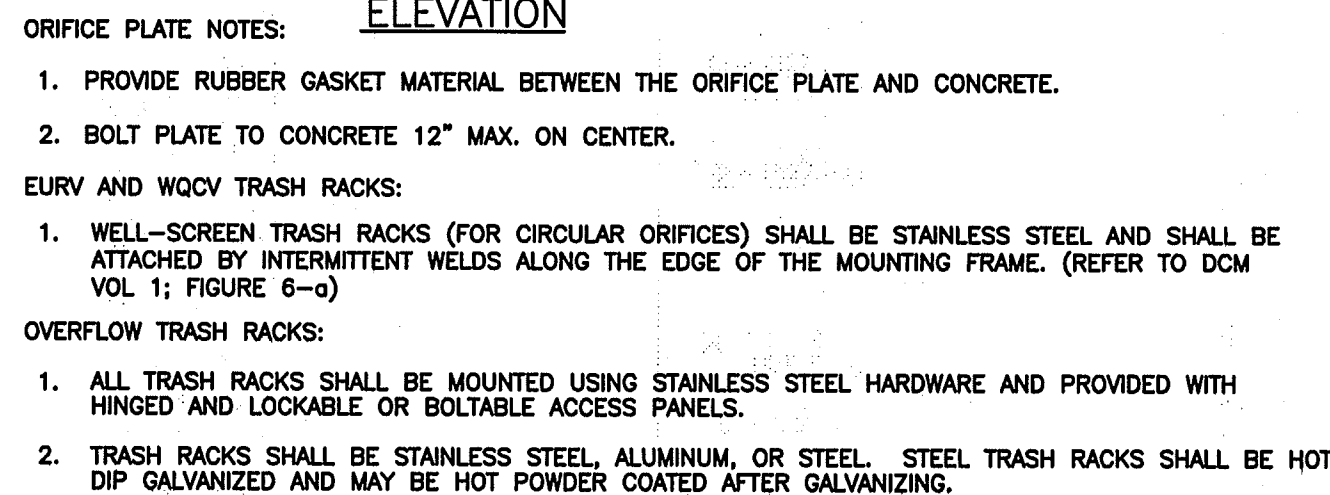 ELEVATION
ORIFICE PLATE NOTES:
1. PROVIDE RUBBER GASKET MATERIAL BETWEEN THE ORIFICE PLATE AND CONCRETE.
2. BOLT PLATE TO CONCRETE 12" MAX. ON CENTER.
EURV AND WQCV TRASH RACKS:
1. WELL-SCREEN TRASH RACKS (FOR CIRCULAR ORIFICES) SHALL BE STAINLESS STEEL AND SHALL BE
ATTACHED BY INTERMITTENT WELDS ALONG THE EDGE OF THE MOUNTING FRAME. (REFER TO DCM
VOL 1; FIGURE 6-a)
OVERFLOW TRASH RACKS:
1. ALL TRASH RACKS SHALL BE MOUNTED USING STAINLESS STEEL HARDWARE AND PROVIDED WITH
HINGED AND LOCKABLE OR BOLTABLE ACCESS PANELS.
2. TRASH RACKS SHALL BE STAINLESS STEEL, ALUMINUM, OR STEEL. STEEL TRASH RACKS SHALL BE HOT
DIP GALVANIZED AND MAY BE HOT POWDER COATED AFTER GALVANIZING.